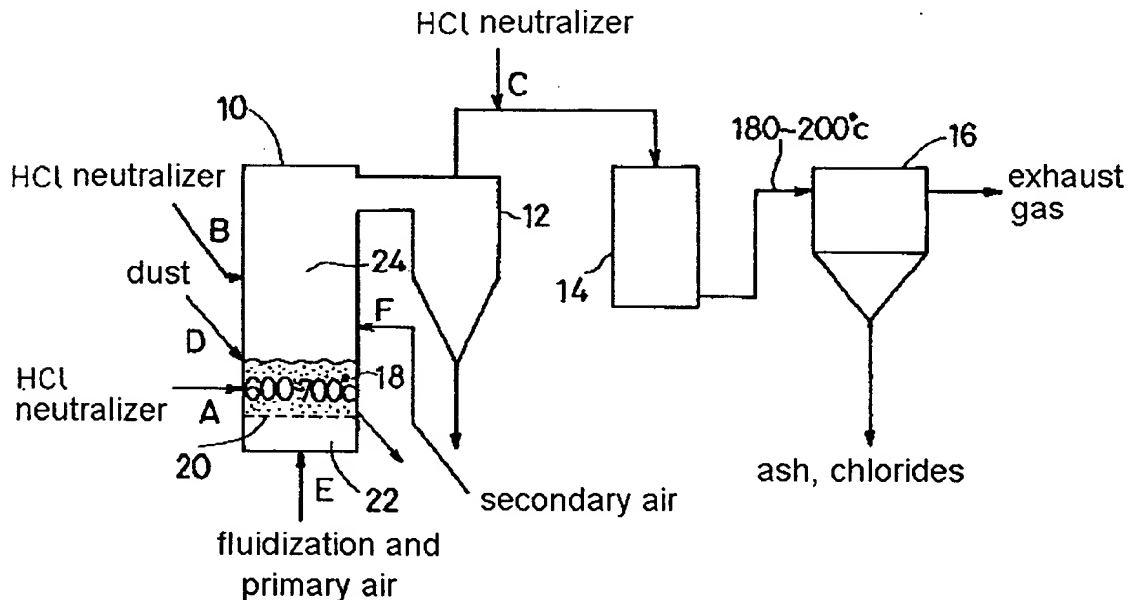 HCl neutralizer
C
10
180~200°c
16
HCl neutralizer
exhaust
gas
B
12
24
dust
14
F
D
HCl
neutralizer
600~700°c
18
A
20
22
E
secondary air
ash, chlorides
fluidization and
primary air